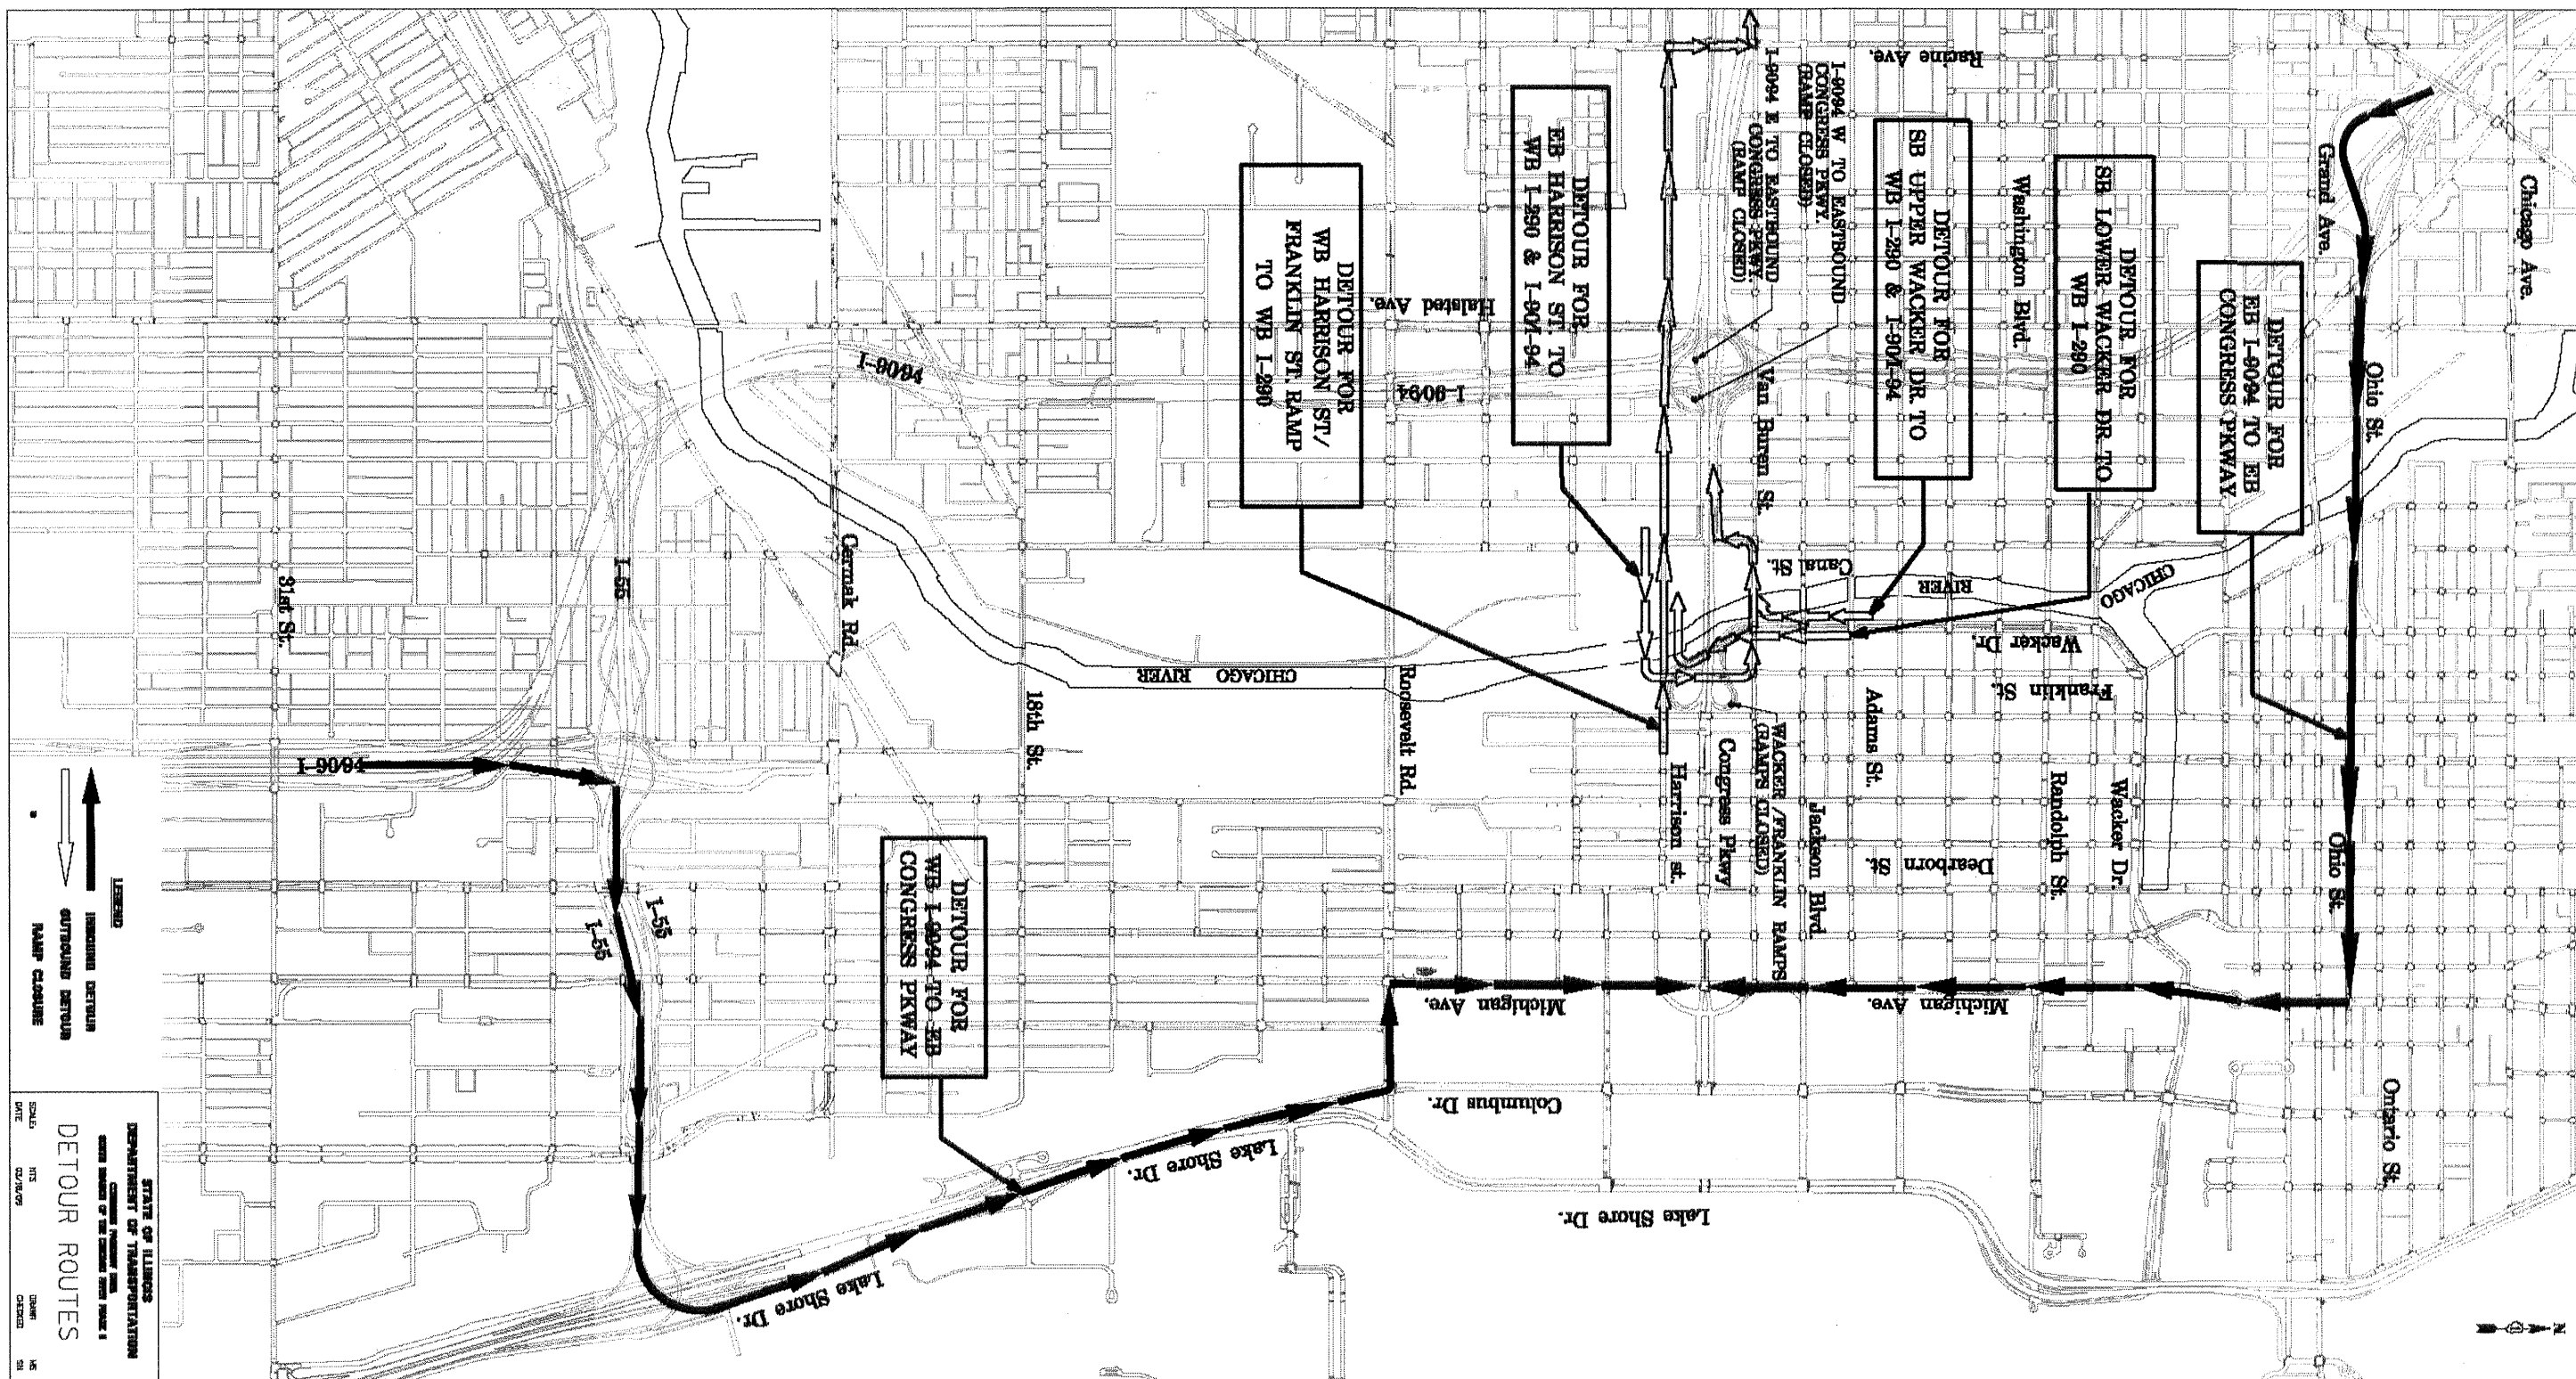 Racine Ave.
I-90/94 W TO EASTBOUND
CONGRESS PKWY.
(RAMP CLOSED)
I-90/94 E TO EASTBOUND
CONGRESS PKWY
(RAMP CLOSED)
DETOUR FOR
EB I-90/94 TO EB
CONGRESS PKWAY
DETOUR FOR
SB LOWER WACKER DR. TO
WB I-290
DETOUR FOR
SB UPPER WACKER DR. TO
WB I-290 & I-90/I-94
DETOUR FOR
EB HARRISON ST. TO
WB I-290 & I-90/I-94
DETOUR FOR
WB HARRISON ST/
FRANKLIN ST. RAMP
TO WB I-290
DETOUR FOR
WB I-90/94 TO EB
CONGRESS PKWAY
Chicago Ave.
Grand Ave.
Ohio St.
Ohio St.
Ontario St.
Washington Blvd.
Halsted Ave.
I-90/94
I-90/94
I-90/94
Van Buren St.
Canal St.
CHICAGO
RIVER
CHICAGO RIVER
Wacker Dr.
Franklin St.
Wacker Dr.
Randolph St.
Adams St.
Dearborn St.
Jackson Blvd.
WACKER/FRANKLIN RAMPS
(RAMPS CLOSED)
Congress Pkwy
Harrison st.
Roosevelt Rd.
18th St.
Cermak Rd.
I-55
I-55
I-55
31st St.
Michigan Ave.
Michigan Ave.
Columbus Dr.
Lake Shore Dr.
Lake Shore Dr.
Lake Shore Dr.
N
LEGEND
INBOUND DETOUR
OUTBOUND DETOUR
RAMP CLOSURE
STATE OF ILLINOIS
DEPARTMENT OF TRANSPORTATION
DETOUR ROUTES
SCALE: NTS
DATE
DRAWN
CHECKED